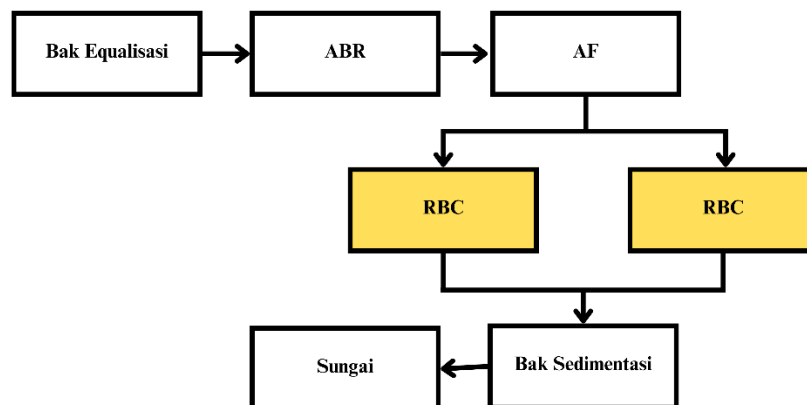 Bak Equalisasi
ABR
AF
RBC
RBC
Sungai
Bak Sedimentasi